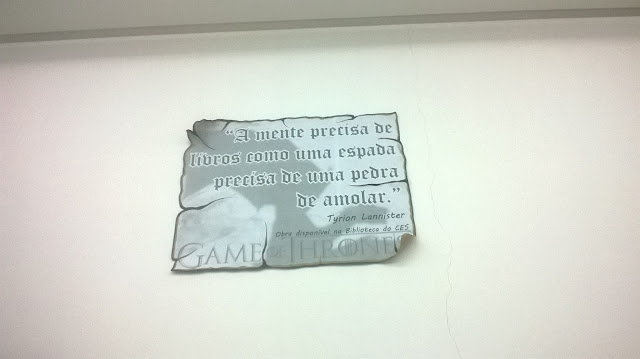 “A mente precisa de
livros como uma espada
precisa de uma pedra
de amolar.”
Tyrion Lannister
Obra disponível na Biblioteca do CES
GAME OF THRONES